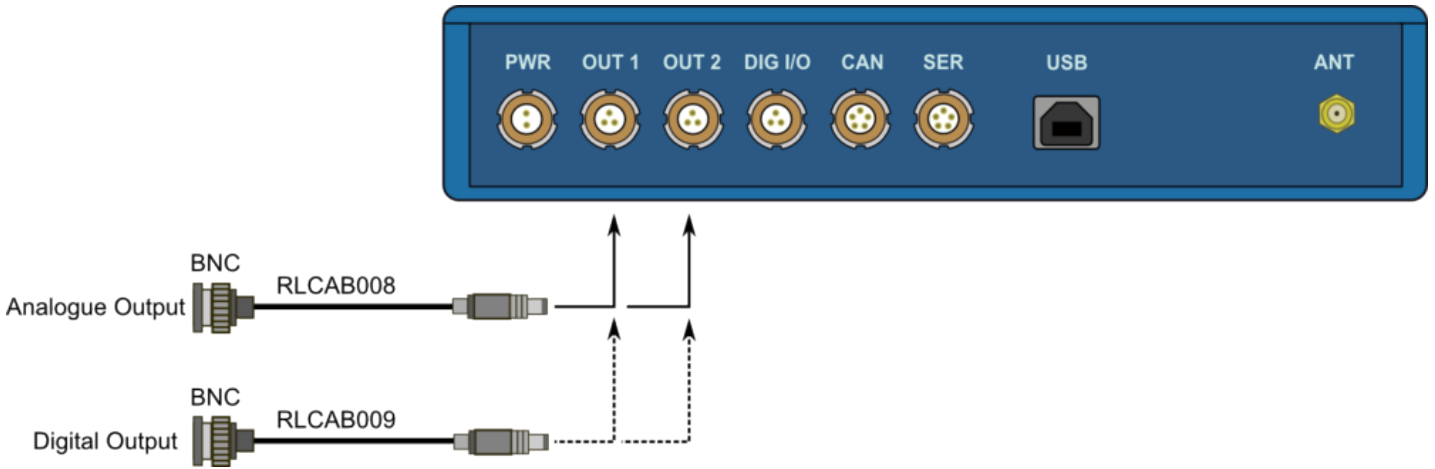 PWR OUT 1 OUT 2 DIG I/O CAN SER USB ANT
BNC
RLCAB008
Analogue Output
BNC
RLCAB009
Digital Output